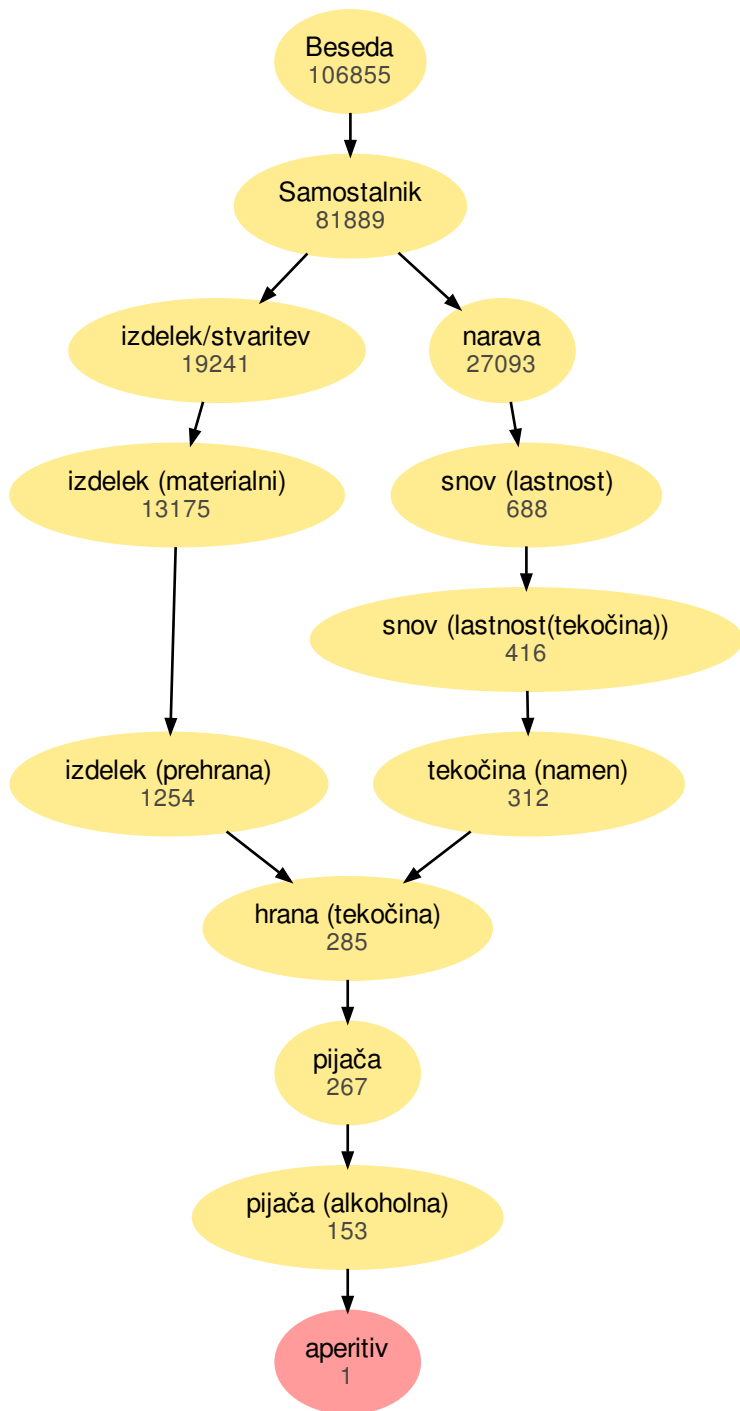 Beseda
106855
Samostalnik
81889
izdelek/stvaritev
19241
narava
27093
izdelek (materialni)
13175
snov (lastnost)
688
snov (lastnost(tekočina))
416
izdelek (prehrana)
1254
tekočina (namen)
312
hrana (tekočina)
285
pijača
267
pijača (alkoholna)
153
aperitiv
1